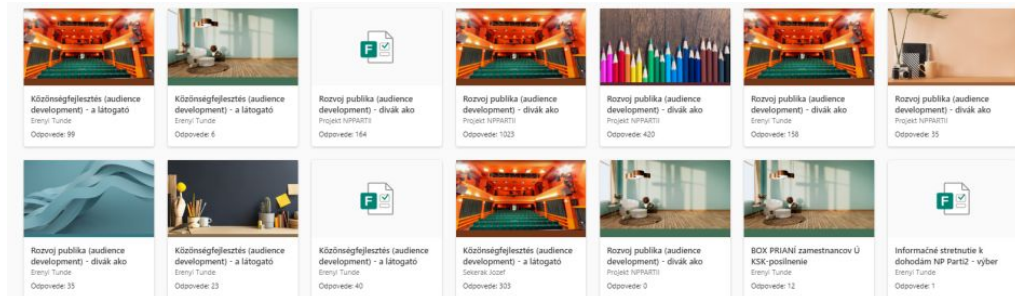 Közönségfejlesztés (audience
development) - a látogató
Erenyi Tunde
Odpovede: 99
Közönségfejlesztés (audience
development) - a látogató
Erenyi Tunde
Odpovede: 6
Rozvoj publika (audience
development) - divák ako
Projekt NPPARTII
Odpovede: 164
Rozvoj publika (audience
development) - divák ako
Projekt NPPARTII
Odpovede: 1023
Rozvoj publika (audience
development) - divák ako
Projekt NPPARTII
Odpovede: 420
Rozvoj publika (audience
development) - divák ako
Erenyi Tunde
Odpovede: 158
Rozvoj publika (audience
development) - divák ako
Projekt NPPARTII
Odpovede: 35
Rozvoj publika (audience
development) - divák ako
Erenyi Tunde
Odpovede: 35
Közönségfejlesztés (audience
development) - a látogató
Erenyi Tunde
Odpovede: 23
Közönségfejlesztés (audience
development) - a látogató
Erenyi Tunde
Odpovede: 40
Közönségfejlesztés (audience
development) - a látogató
Sekerak Jozef
Odpovede: 303
Rozvoj publika (audience
development) - divák ako
Projekt NPPARTII
Odpovede: 0
BOX PRIANÍ zamestnancov Ú
KSK-posilnenie
Erenyi Tunde
Odpovede: 12
Informačné stretnutie k
dohodám NP Parti2 - výber
Erenyi Tunde
Odpovede: 1